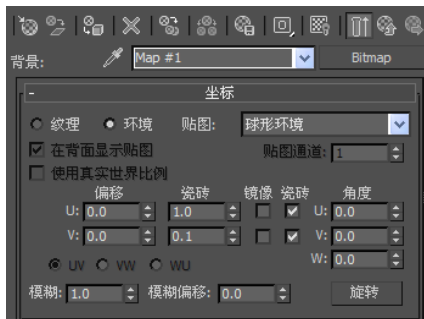 背景: Map #1 Bitmap
- 坐标
纹理 环境 贴图: 球形环境
在背面显示贴图 贴图通道: 1
使用真实世界比例
偏移 瓷砖 镜像 瓷砖 角度
U: 0.0 1.0 U: 0.0
V: 0.0 0.1 V: 0.0
UV VW WU W: 0.0
模糊: 1.0 模糊偏移: 0.0 旋转